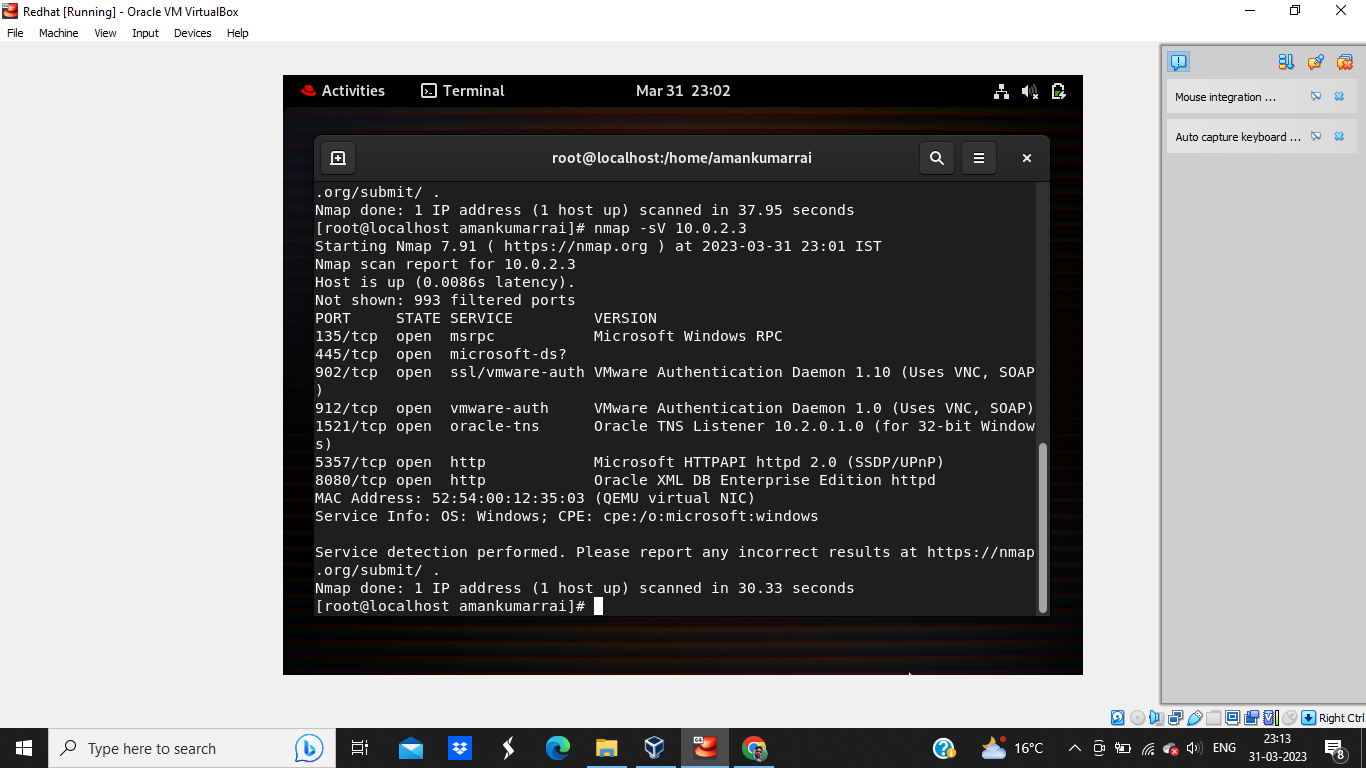 Redhat [Running] - Oracle VM VirtualBox
File Machine View Input Devices Help
Activities Terminal Mar 31 23:02
Mouse integration ...
Auto capture keyboard ...
root@localhost:/home/amankumarrai
.org/submit/ .
Nmap done: 1 IP address (1 host up) scanned in 37.95 seconds
[root@localhost amankumarrai]# nmap -sV 10.0.2.3
Starting Nmap 7.91 ( https://nmap.org ) at 2023-03-31 23:01 IST
Nmap scan report for 10.0.2.3
Host is up (0.0086s latency).
Not shown: 993 filtered ports
PORT     STATE SERVICE         VERSION
135/tcp  open  msrpc           Microsoft Windows RPC
445/tcp  open  microsoft-ds?
902/tcp  open  ssl/vmware-auth VMware Authentication Daemon 1.10 (Uses VNC, SOAP
)
912/tcp  open  vmware-auth     VMware Authentication Daemon 1.0 (Uses VNC, SOAP)
1521/tcp open  oracle-tns      Oracle TNS Listener 10.2.0.1.0 (for 32-bit Window
s)
5357/tcp open  http            Microsoft HTTPAPI httpd 2.0 (SSDP/UPnP)
8080/tcp open  http            Oracle XML DB Enterprise Edition httpd
MAC Address: 52:54:00:12:35:03 (QEMU virtual NIC)
Service Info: OS: Windows; CPE: cpe:/o:microsoft:windows
Service detection performed. Please report any incorrect results at https://nmap
.org/submit/ .
Nmap done: 1 IP address (1 host up) scanned in 30.33 seconds
[root@localhost amankumarrai]#
Right Ctrl
Type here to search
16°C
ENG
23:13
31-03-2023
8